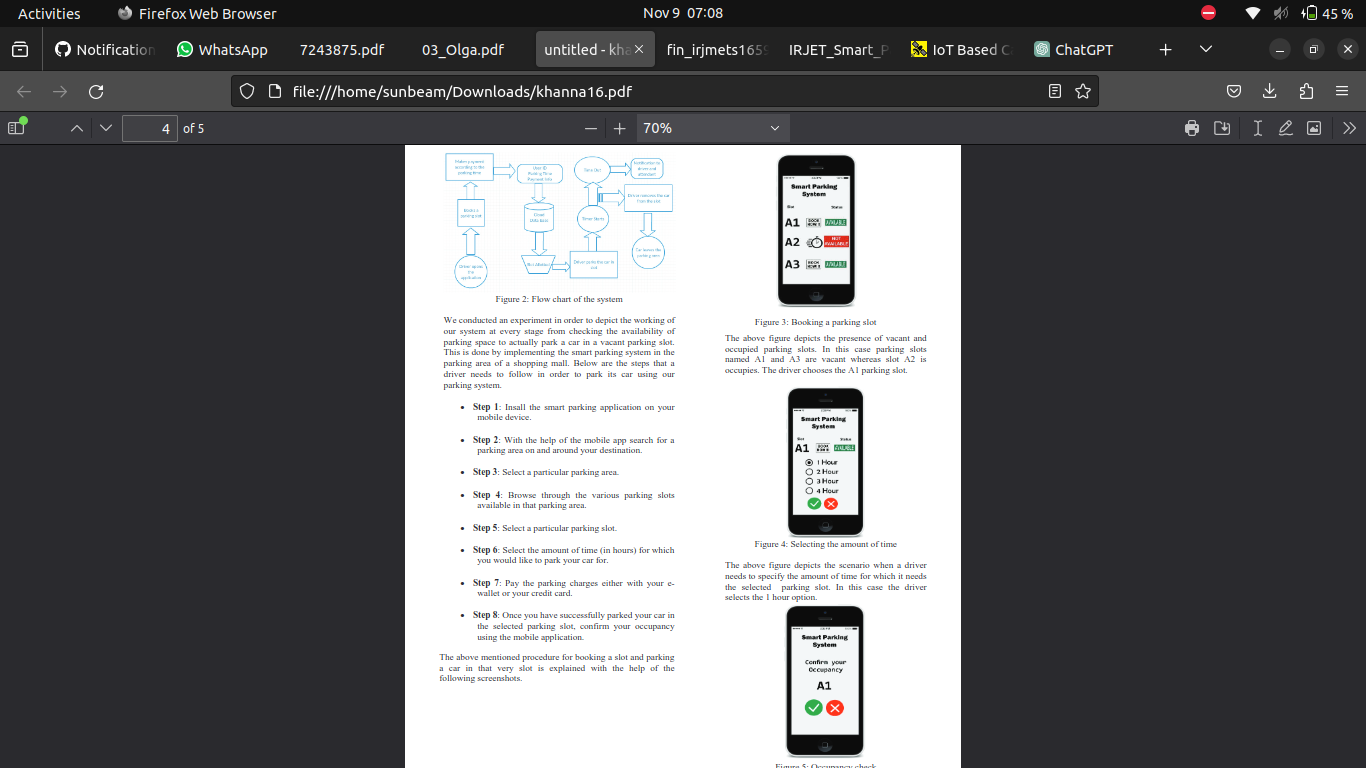 Activities
Firefox Web Browser
Nov 9 07:08
45 %
Notification
WhatsApp
7243875.pdf
03_Olga.pdf
untitled - kha
fin_irjmets1659
IRJET_Smart_P
IoT Based C
ChatGPT
file:///home/sunbeam/Downloads/khanna16.pdf
4 of 5
70%
Makes payment
according to the
parking time
User ID
Parking Time
Books a
parking slot
Driver opens
the
application
Cloud
Data Base
Slot Allotted
Driver parks the car in
slot
Timer Starts
Time Out
Notification to
driver and
attendant
Driver removes the car
from the slot
Car leaves the
parking area
Figure 2: Flow chart of the system
We conducted an experiment in order to depict the working of
our system at every stage from checking the availability of
parking space to actually park a car in a vacant parking slot.
This is done by implementing the smart parking system in the
parking area of a shopping mall. Below are the steps that a
driver needs to follow in order to park its car using our
parking system.
• Step 1: Insall the smart parking application on your
mobile device.
• Step 2: With the help of the mobile app search for a
parking area on and around your destination.
• Step 3: Select a particular parking area.
• Step 4: Browse through the various parking slots
available in that parking area.
• Step 5: Select a particular parking slot.
• Step 6: Select the amount of time (in hours) for which
you would like to park your car for.
• Step 7: Pay the parking charges either with your e-
wallet or your credit card.
• Step 8: Once you have successfully parked your car in
the selected parking slot, confirm your occupancy
using the mobile application.
The above mentioned procedure for booking a slot and parking
a car in that very slot is explained with the help of the
following screenshots.
Smart Parking
System
Slot Status
A1 BOOK NOW !! AVAILABLE
A2 NOT AVAILABLE
A3 BOOK NOW !! AVAILABLE
Figure 3: Booking a parking slot
The above figure depicts the presence of vacant and
occupied parking slots. In this case parking slots
named A1 and A3 are vacant whereas slot A2 is
occupies. The driver chooses the A1 parking slot.
Smart Parking
System
Slot Status
A1 BOOK NOW !! AVAILABLE
1 Hour
2 Hour
3 Hour
4 Hour
Figure 4: Selecting the amount of time
The above figure depicts the scenario when a driver
needs to specify the amount of time for which it needs
the selected parking slot. In this case the driver
selects the 1 hour option.
Smart Parking
System
Confirm your
Occupancy
A1
Figure 5: Occupancy check